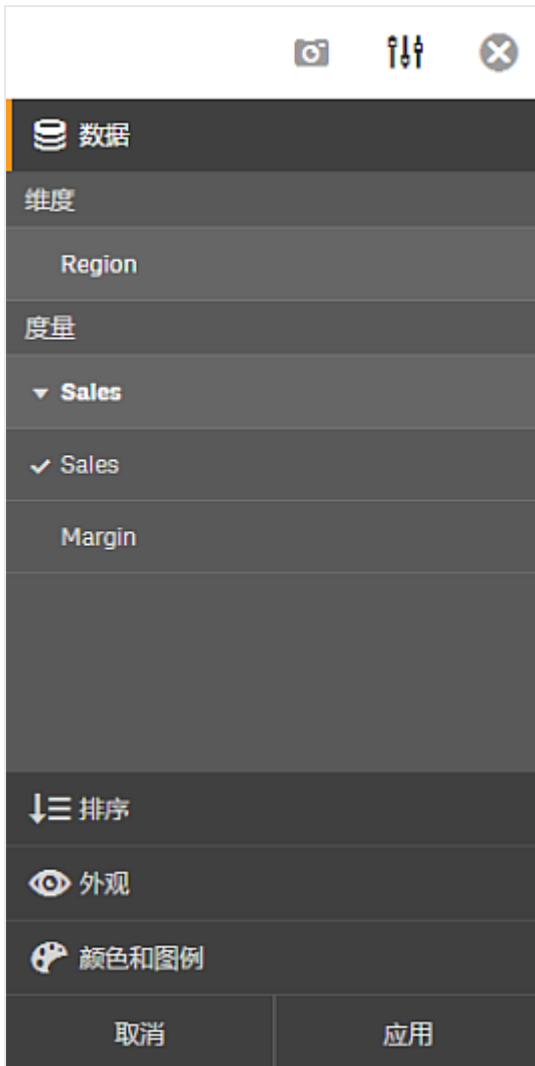 数据
维度
Region
度量
Sales
Sales
Margin
排序
外观
颜色和图例
取消 应用